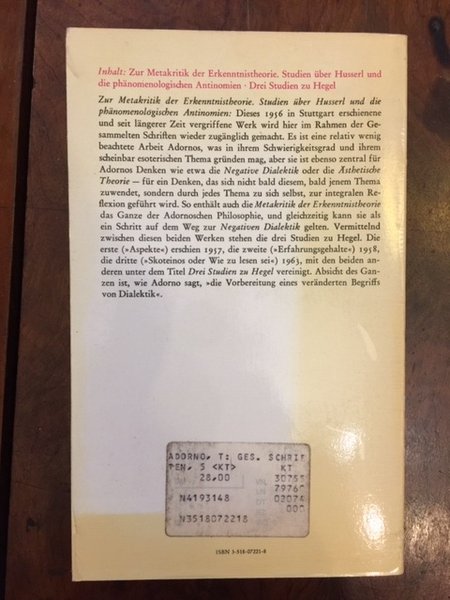 Inhalt: Zur Metakritik der Erkenntnistheorie. Studien über Husserl und
die phänomenologischen Antinomien · Drei Studien zu Hegel
Zur Metakritik der Erkenntnistheorie. Studien über Husserl und die
phänomenologischen Antinomien: Dieses 1956 in Stuttgart erschienene
und seit längerer Zeit vergriffene Werk wird hier im Rahmen der Ge-
sammelten Schriften wieder zugänglich gemacht. Es ist eine relativ wenig
beachtete Arbeit Adornos, was in ihrem Schwierigkeitsgrad und ihrem
scheinbar esoterischen Thema gründen mag, aber sie ist ebenso zentral für
Adornos Denken wie etwa die Negative Dialektik oder die Ästhetische
Theorie – für ein Denken, das sich nicht bald diesem, bald jenem Thema
zuwendet, sondern durch jedes Thema zu sich selbst, zur integralen Re-
flexion geführt wird. So enthält auch die Metakritik der Erkenntnistheorie
das Ganze der Adornoschen Philosophie, und gleichzeitig kann sie als
ein Schritt auf dem Weg zur Negativen Dialektik gelten. Vermittelnd
zwischen diesen beiden Werken stehen die drei Studien zu Hegel. Die
erste (»Aspekte«) erschien 1957, die zweite (»Erfahrungsgehalte«) 1958,
die dritte (»Skoteinos oder Wie zu lesen sei«) 1963, mit den beiden an-
deren unter dem Titel Drei Studien zu Hegel vereinigt. Absicht des Gan-
zen ist, wie Adorno sagt, »die Vorbereitung eines veränderten Begriffs
von Dialektik«.
ADORNO, T: GES. SCHRIF
TEN. 5 <KT> KT
28,00 30755
7976
N4193148 02074
000
N3518072218
ISBN 3-518-07221-8